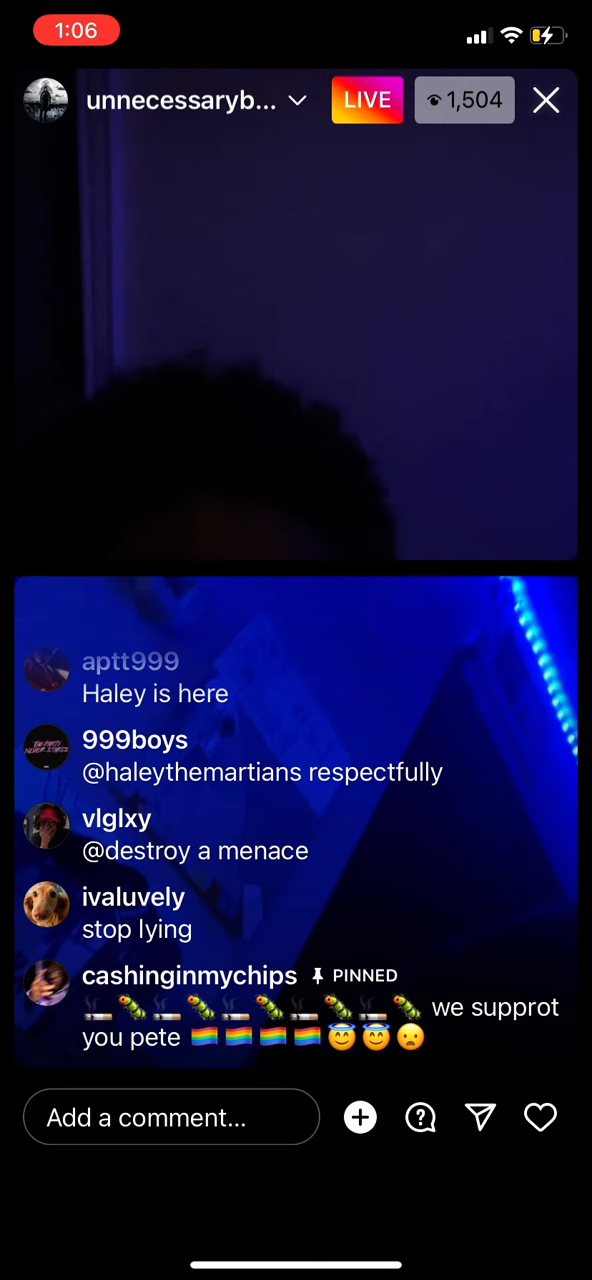 1:06
unnecessaryb...
LIVE
1,504
aptt999
Haley is here
999boys
@haleythemartians respectfully
vlglxy
@destroy a menace
ivaluvely
stop lying
cashinginmychips PINNED
🚬🐛🚬🐛🚬🐛🚬🐛🚬🐛 we supprot
you pete 🏳️‍🌈🏳️‍🌈🏳️‍🌈🏳️‍🌈😇😇😦
Add a comment...